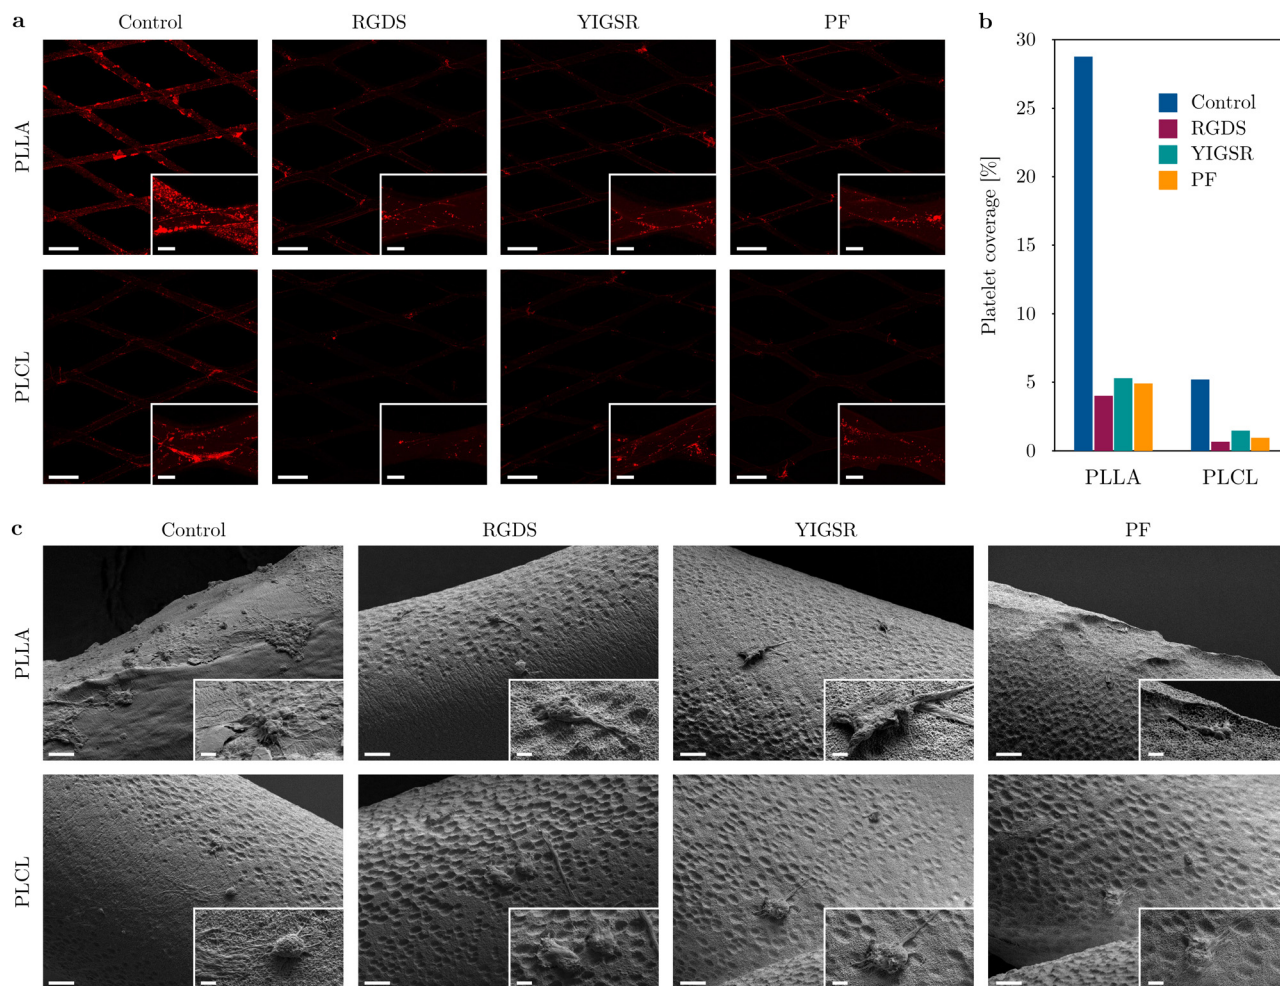 a
Control RGDS YIGSR PF
PLLA
PLCL
b
30
25
20
15
10
5
0
Platelet coverage [%]
Control
RGDS
YIGSR
PF
PLLA PLCL
c
Control RGDS YIGSR PF
PLLA
PLCL